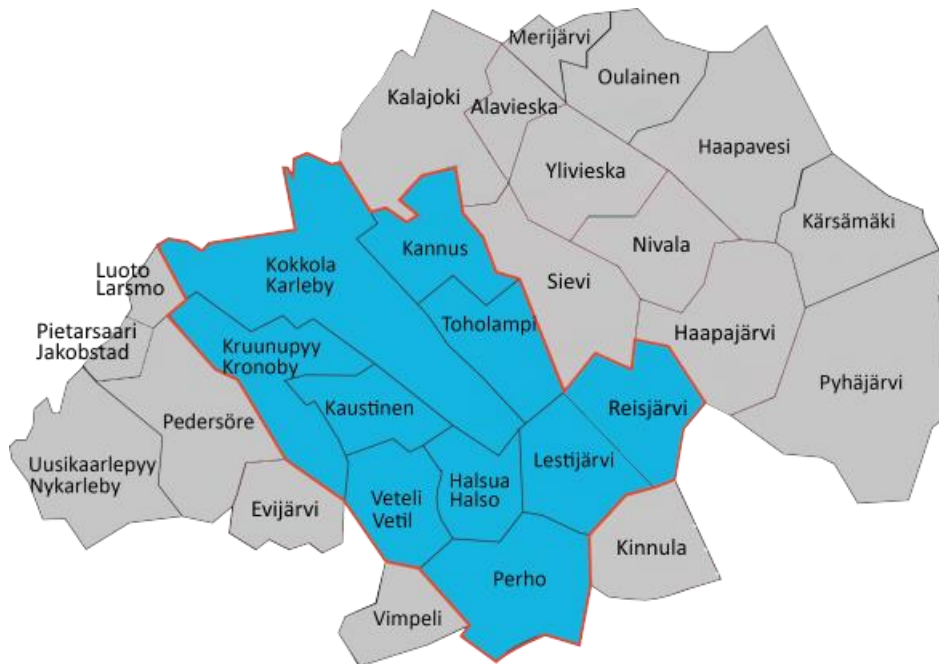 Merijärvi
Oulainen
Kalajoki
Alavieska
Haapavesi
Ylivieska
Kärsämäki
Nivala
Kannus
Kokkola
Karleby
Luoto
Larsmo
Sievi
Toholampi
Haapajärvi
Pietarsaari
Jakobstad
Kruunupyy
Kronoby
Pyhäjärvi
Kaustinen
Reisjärvi
Pedersöre
Uusikaarlepyy
Nykarleby
Lestijärvi
Halsua
Halso
Veteli
Vetil
Evijärvi
Kinnula
Perho
Vimpeli